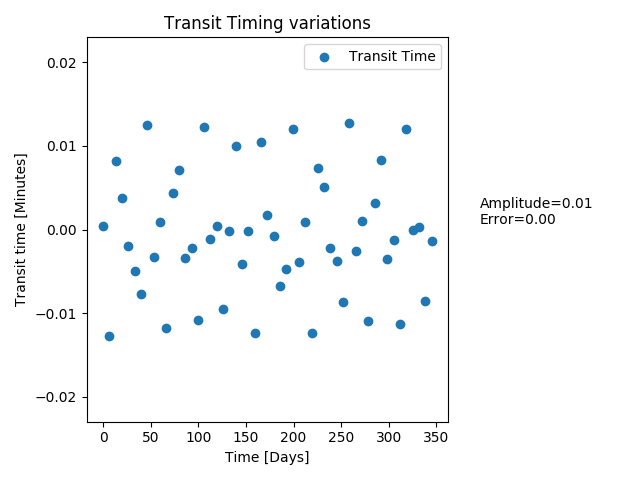 Transit Timing variations
Transit Time
0.02
0.01
0.00
−0.01
−0.02
Transit time [Minutes]
0 50 100 150 200 250 300 350
Time [Days]
Amplitude=0.01
Error=0.00